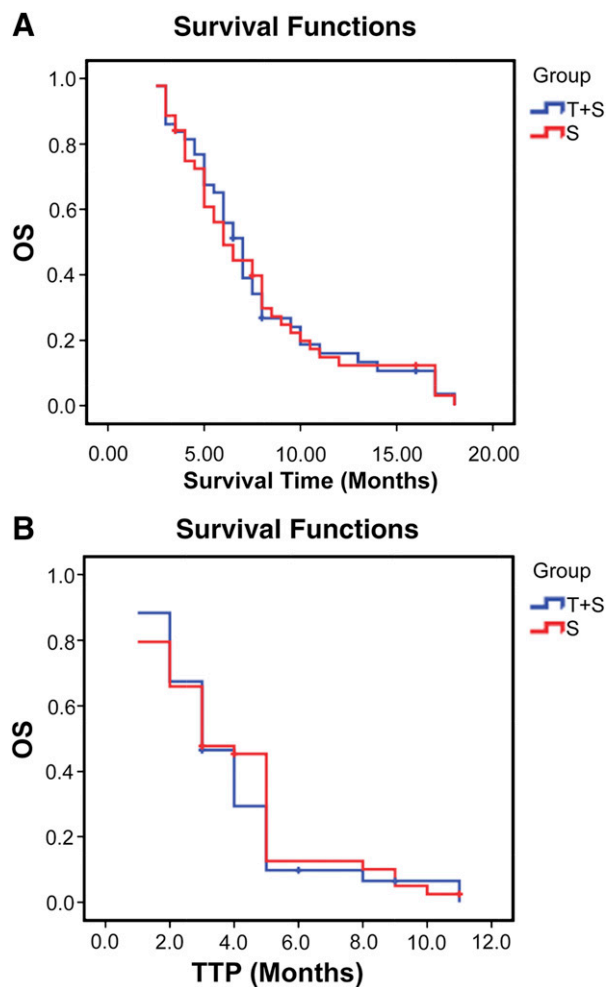 A
Survival Functions
Group
T+S
S
OS
1.0
0.8
0.6
0.4
0.2
0.0
0.00 5.00 10.00 15.00 20.00
Survival Time (Months)
B
Survival Functions
Group
T+S
S
OS
1.0
0.8
0.6
0.4
0.2
0.0
0.0 2.0 4.0 6.0 8.0 10.0 12.0
TTP (Months)